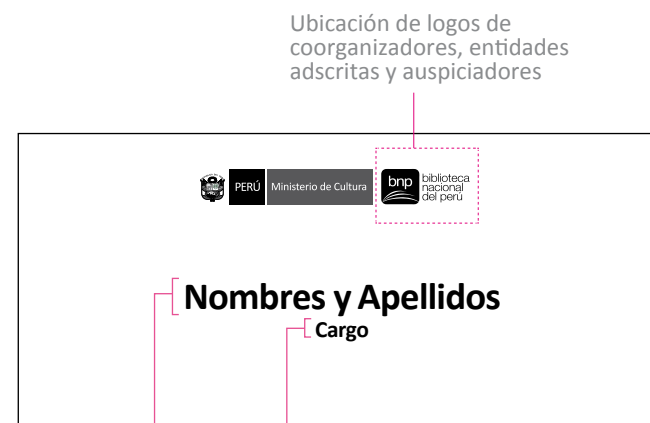 Ubicación de logos de
coorganizadores, entidades
adscritas y auspiciadores
PERÚ Ministerio de Cultura bnp biblioteca
nacional
del perú
Nombres y Apellidos
Cargo